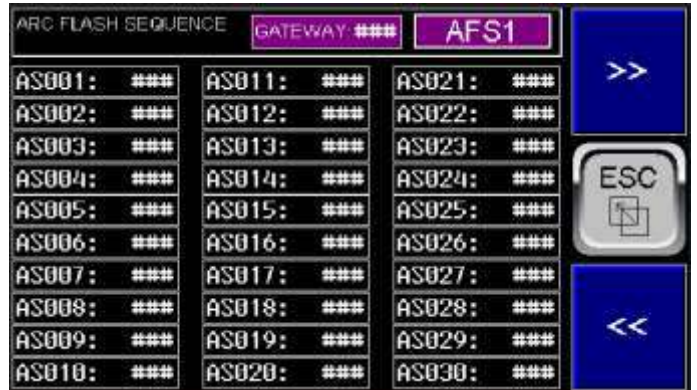 ARC FLASH SEQUENCE GATEWAY: ### AFS1
>>
AS001: ### AS011: ### AS021: ###
AS002: ### AS012: ### AS022: ###
AS003: ### AS013: ### AS023: ###
AS004: ### AS014: ### AS024: ###
ESC
AS005: ### AS015: ### AS025: ###
AS006: ### AS016: ### AS026: ###
AS007: ### AS017: ### AS027: ###
AS008: ### AS018: ### AS028: ###
<<
AS009: ### AS019: ### AS029: ###
AS010: ### AS020: ### AS030: ###